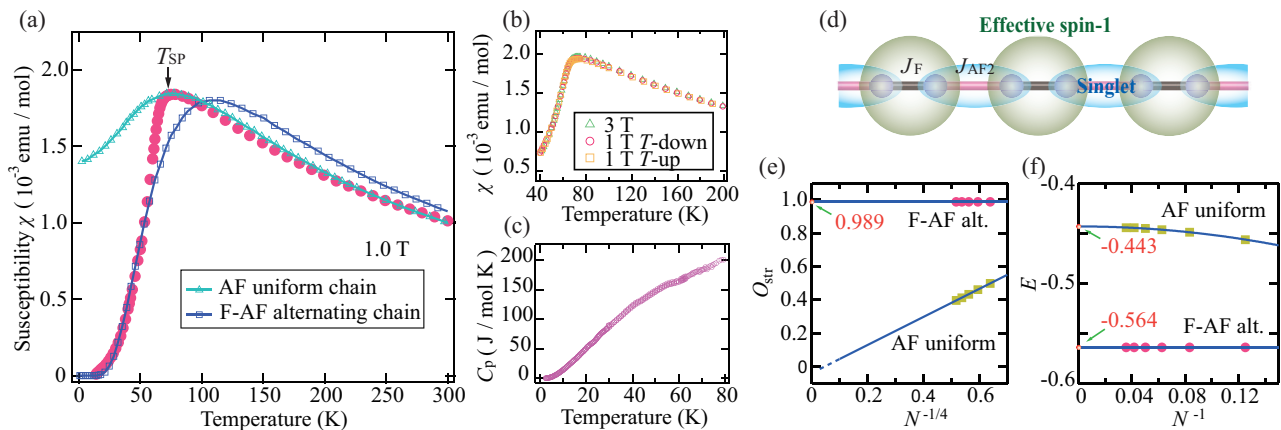 (a)
T_SP
2.0
1.5
1.0
0.5
0.0
Susceptibility χ ( 10⁻³ emu / mol )
1.0 T
AF uniform chain
F-AF alternating chain
0 50 100 150 200 250 300
Temperature (K)
(b)
2.5
2.0
1.5
1.0
0.5
χ ( 10⁻³ emu / mol )
3 T
1 T T-down
1 T T-up
40 80 120 160 200
Temperature (K)
(c)
200
150
100
50
0
C_p ( J / mol K )
0 20 40 60 80
Temperature (K)
(d)
Effective spin-1
J_F J_AF2
Singlet
(e)
1.0
0.8
0.6
0.4
0.2
0
O_str
0.989
F-AF alt.
AF uniform
0 0.2 0.4 0.6
N⁻¹ᐟ⁴
(f)
-0.4
-0.5
-0.6
E
AF uniform
-0.443
-0.564
F-AF alt.
0 0.04 0.08 0.12
N⁻¹